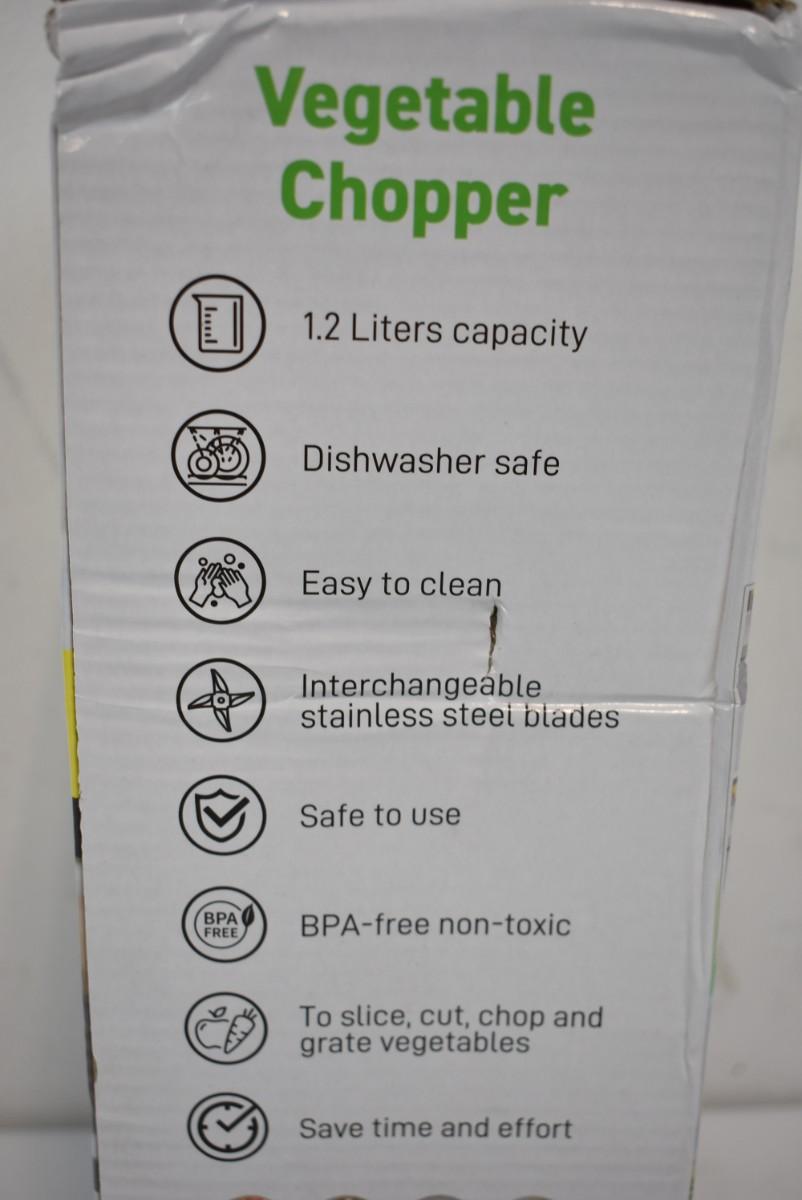 Vegetable
Chopper
1.2 Liters capacity
Dishwasher safe
Easy to clean
Interchangeable
stainless steel blades
Safe to use
BPA
FREE
BPA-free non-toxic
To slice, cut, chop and
grate vegetables
Save time and effort